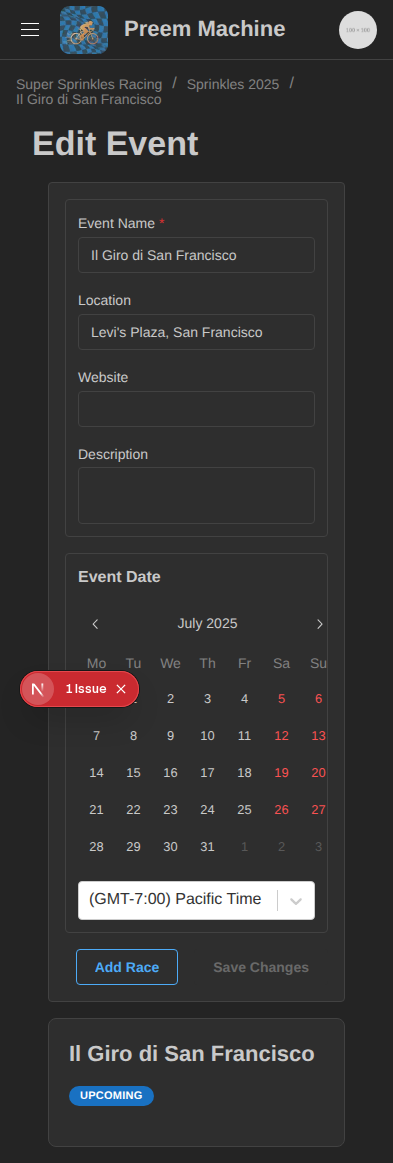 Preem Machine
100 × 100
Super Sprinkles Racing / Sprinkles 2025 /
Il Giro di San Francisco
Edit Event
Event Name *
Il Giro di San Francisco
Location
Levi's Plaza, San Francisco
Website
Description
Event Date
July 2025
Mo Tu We Th Fr Sa Su
2 3 4 5 6
N 1 Issue
7 8 9 10 11 12 13
14 15 16 17 18 19 20
21 22 23 24 25 26 27
28 29 30 31 1 2 3
(GMT-7:00) Pacific Time
Add Race Save Changes
Il Giro di San Francisco
UPCOMING